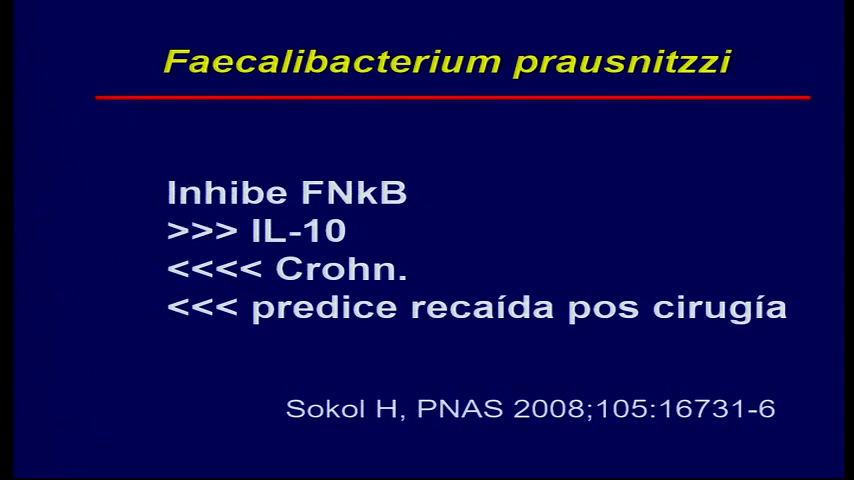 Faecalibacterium prausnitzzi
Inhibe FNkB
>>> IL-10
<<<< Crohn.
<<< predice recaída pos cirugía
Sokol H, PNAS 2008;105:16731-6